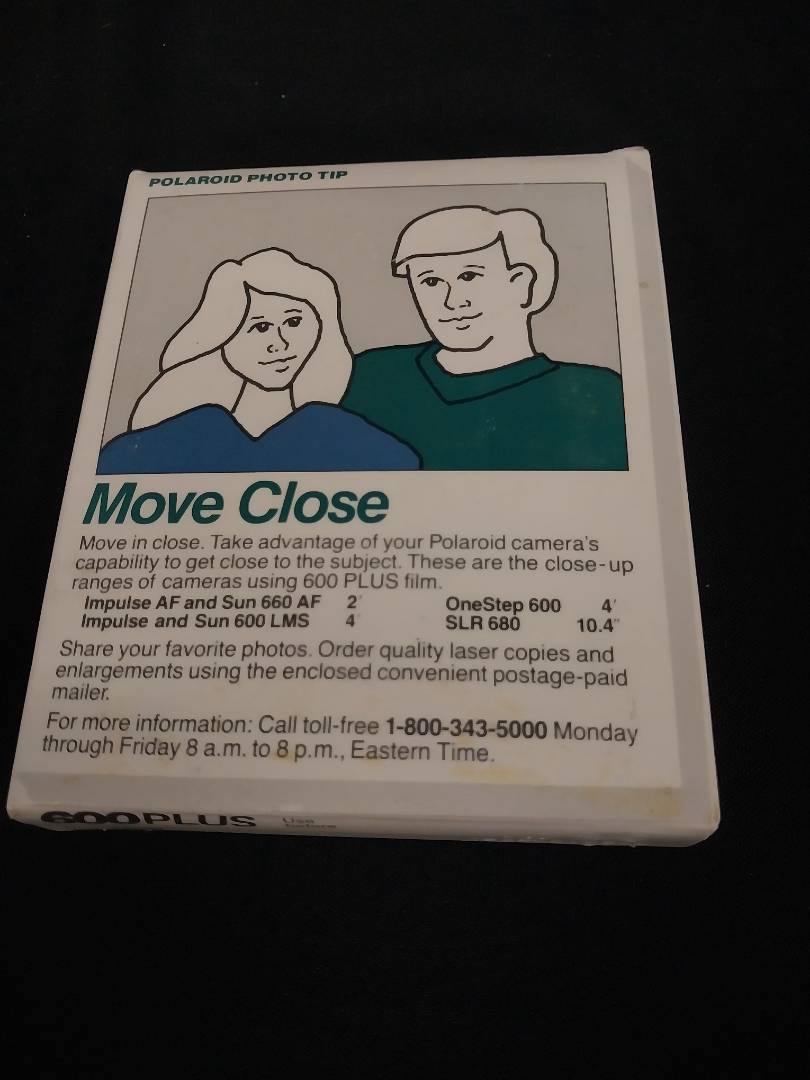 POLAROID PHOTO TIP
Move Close
Move in close. Take advantage of your Polaroid camera's
capability to get close to the subject. These are the close-up
ranges of cameras using 600 PLUS film.
Impulse AF and Sun 660 AF 2' OneStep 600 4'
Impulse and Sun 600 LMS 4' SLR 680 10.4"
Share your favorite photos. Order quality laser copies and
enlargements using the enclosed convenient postage-paid
mailer.
For more information: Call toll-free 1-800-343-5000 Monday
through Friday 8 a.m. to 8 p.m., Eastern Time.
600 PLUS Use
before